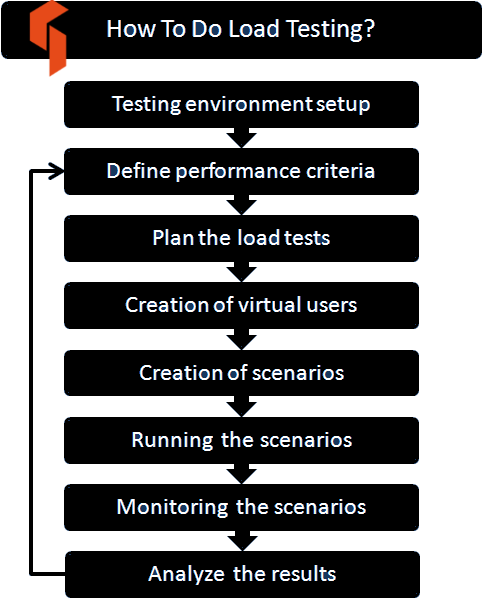 How To Do Load Testing?
Testing environment setup
Define performance criteria
Plan the load tests
Creation of virtual users
Creation of scenarios
Running the scenarios
Monitoring the scenarios
Analyze the results